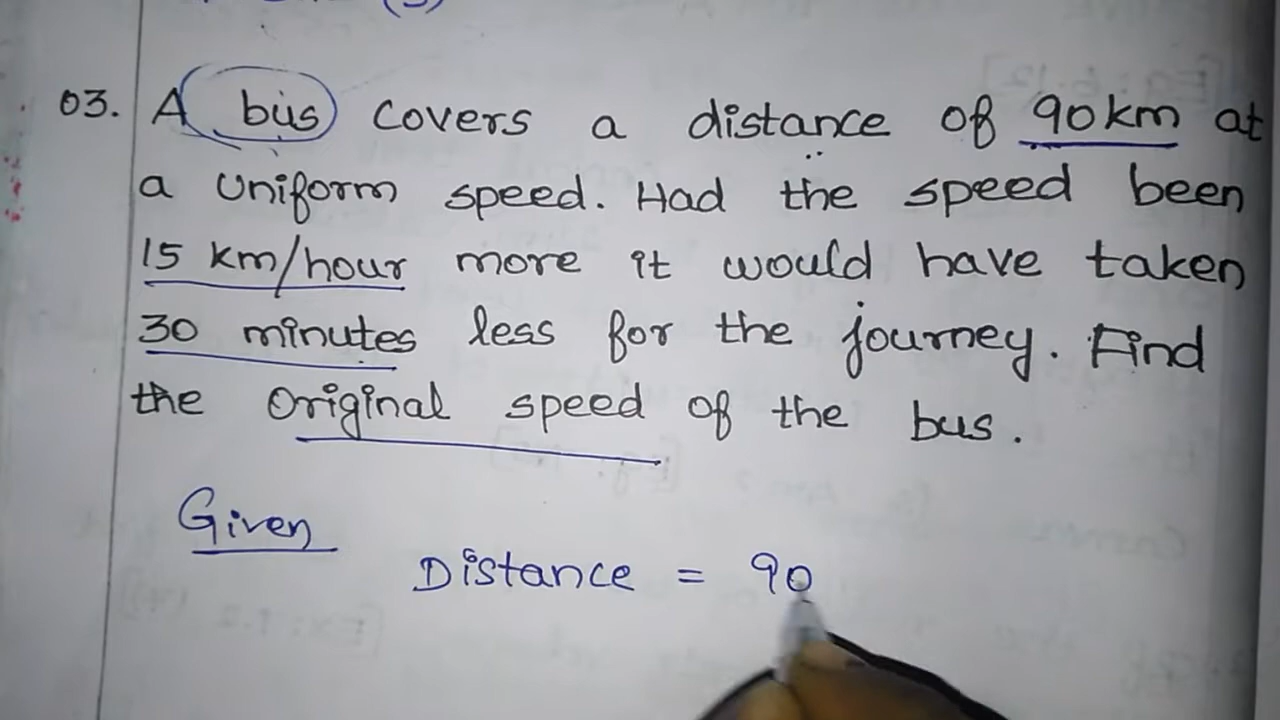 (3)
03. A bus covers a distance of 90km at
a uniform speed. Had the speed been
15 km/hour more it would have taken
30 minutes less for the journey. Find
the original speed of the bus.
Given
Distance = 90